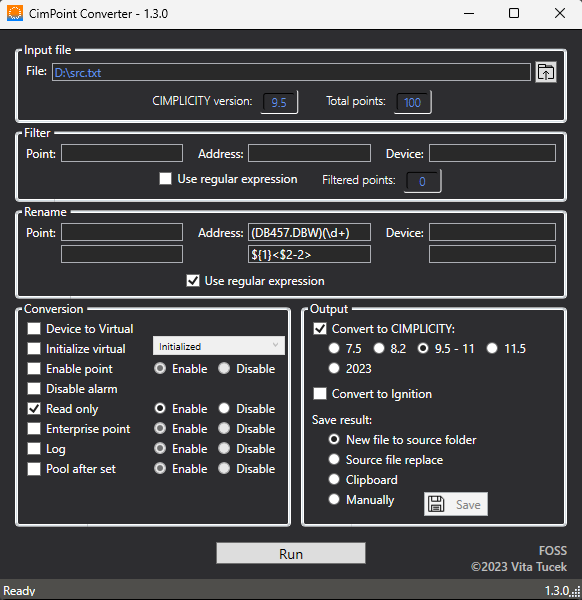 CimPoint Converter - 1.3.0
Input file
File: D:\src.txt
CIMPLICITY version: 9.5 Total points: 100
Filter
Point: Address: Device:
Use regular expression Filtered points: 0
Rename
Point: Address: (DB457.DBW)(\d+) Device:
${1}<$2-2>
Use regular expression
Conversion
Device to Virtual
Initialize virtual Initialized
Enable point Enable Disable
Disable alarm
Read only Enable Disable
Enterprise point Enable Disable
Log Enable Disable
Pool after set Enable Disable
Output
Convert to CIMPLICITY:
7.5 8.2 9.5 - 11 11.5
2023
Convert to Ignition
Save result:
New file to source folder
Source file replace
Clipboard
Manually Save
Run
FOSS
©2023 Vita Tucek
Ready 1.3.0